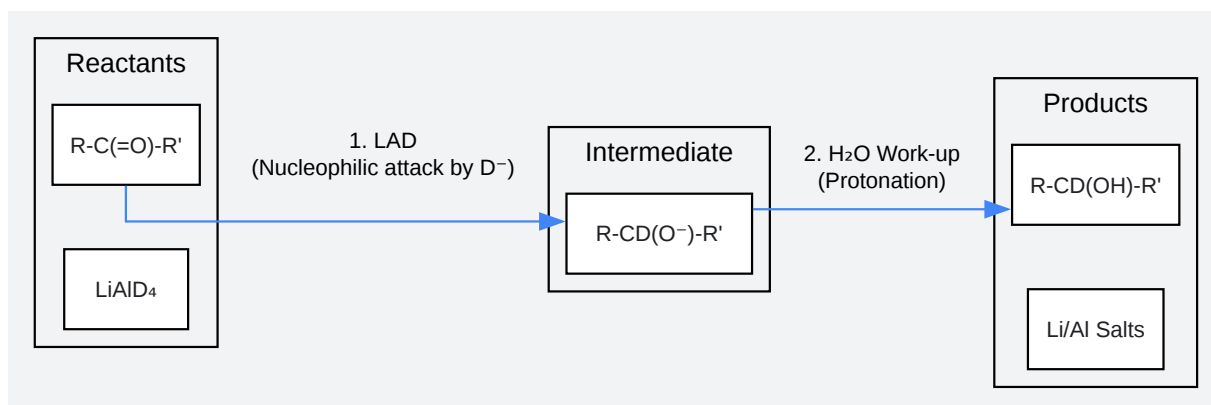 Reactants
R-C(=O)-R'
LiAlD₄
1. LAD
(Nucleophilic attack by D⁻)
Intermediate
R-CD(O⁻)-R'
2. H₂O Work-up
(Protonation)
Products
R-CD(OH)-R'
Li/Al Salts